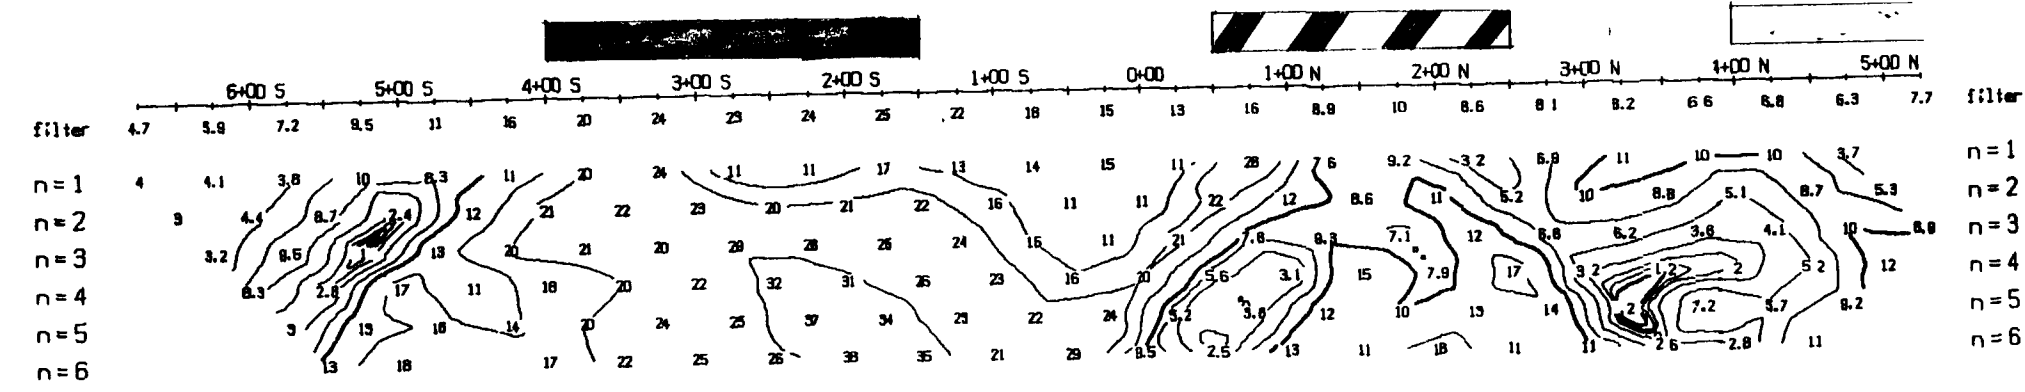 6+00 S 5+00 S 4+00 S 3+00 S 2+00 S 1+00 S 0+00 1+00 N 2+00 N 3+00 N 4+00 N 5+00 N
filter 4.7 5.9 7.2 9.5 11 16 20 24 23 24 25 22 18 15 13 16 8.9 10 8.6 8.1 8.2 6.6 8.8 6.3 7.7 filter
n=1 4 4.1 3.8 10 8.3 11 20 24 11 11 17 13 14 15 11 28 7.6 9.2 3.2 6.9 11 10 10 3.7 n=1
n=2 9 4.4 8.7 2.4 12 21 22 23 20 21 22 16 11 11 22 12 8.6 11 5.2 10 8.8 5.1 8.7 5.3 n=2
n=3 3.2 9.5 1 13 20 21 20 28 26 24 16 11 21 7.8 9.3 7.1 12 6.8 6.2 3.6 4.1 10 8.9 n=3
n=4 8.3 2.8 17 11 18 20 22 32 31 26 23 16 20 5.6 3.1 15 7.9 17 3.2 1.2 2 5.2 12 n=4
n=5 9 13 16 14 20 24 25 37 34 23 22 24 5.2 3.8 12 10 13 14 2 7.2 3.7 9.2 n=5
n=6 13 18 17 22 25 26 38 35 21 29 8.5 2.5 13 11 18 11 11 2.6 2.8 11 n=6